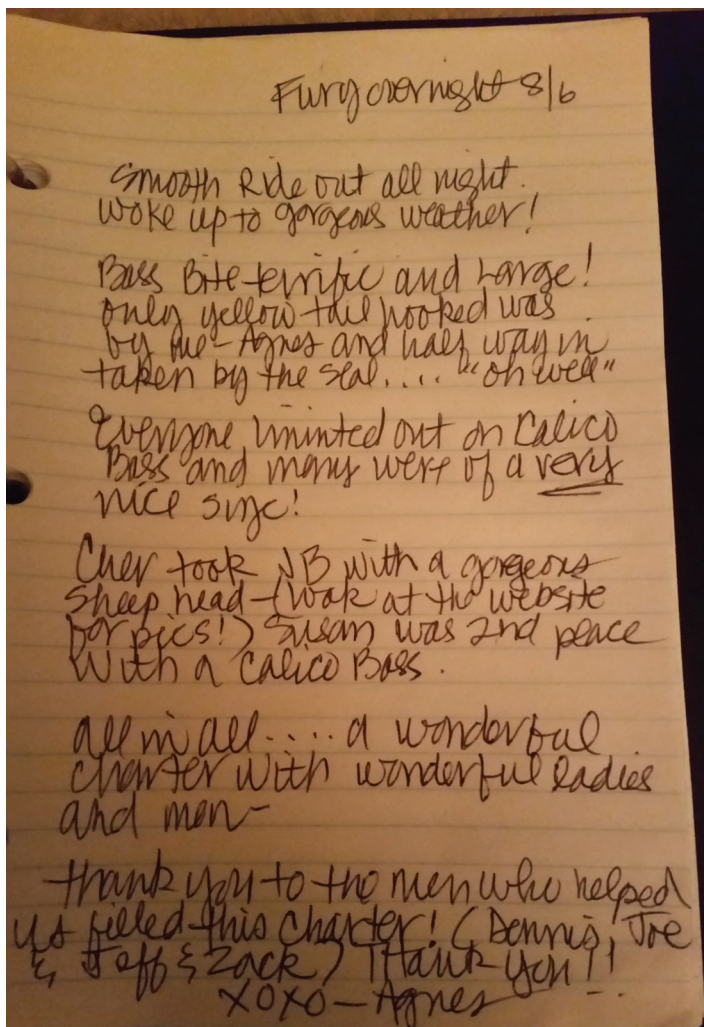 Fury overnight 8/6
Smooth Ride out all night.
Woke up to gorgeous weather!
Bass Bite terrific and Large!
only yellow tail hooked was
by me - Agnes and half way in
taken by the seal.... "oh well"
Everyone liminted out on Calico
Bass and many were of a very
nice size!
Cher took JB with a gorgeous
Sheep head - (look at the website
for pics!) Susan was 2nd peace
With a Calico Bass.
all in all.... a wonderful
charter with wonderful ladies
and men -
thank you to the men who helped
us filled this Charter! (Dennis, Joe
& Jeff & Zack) Thank you!!
XOXO - Agnes